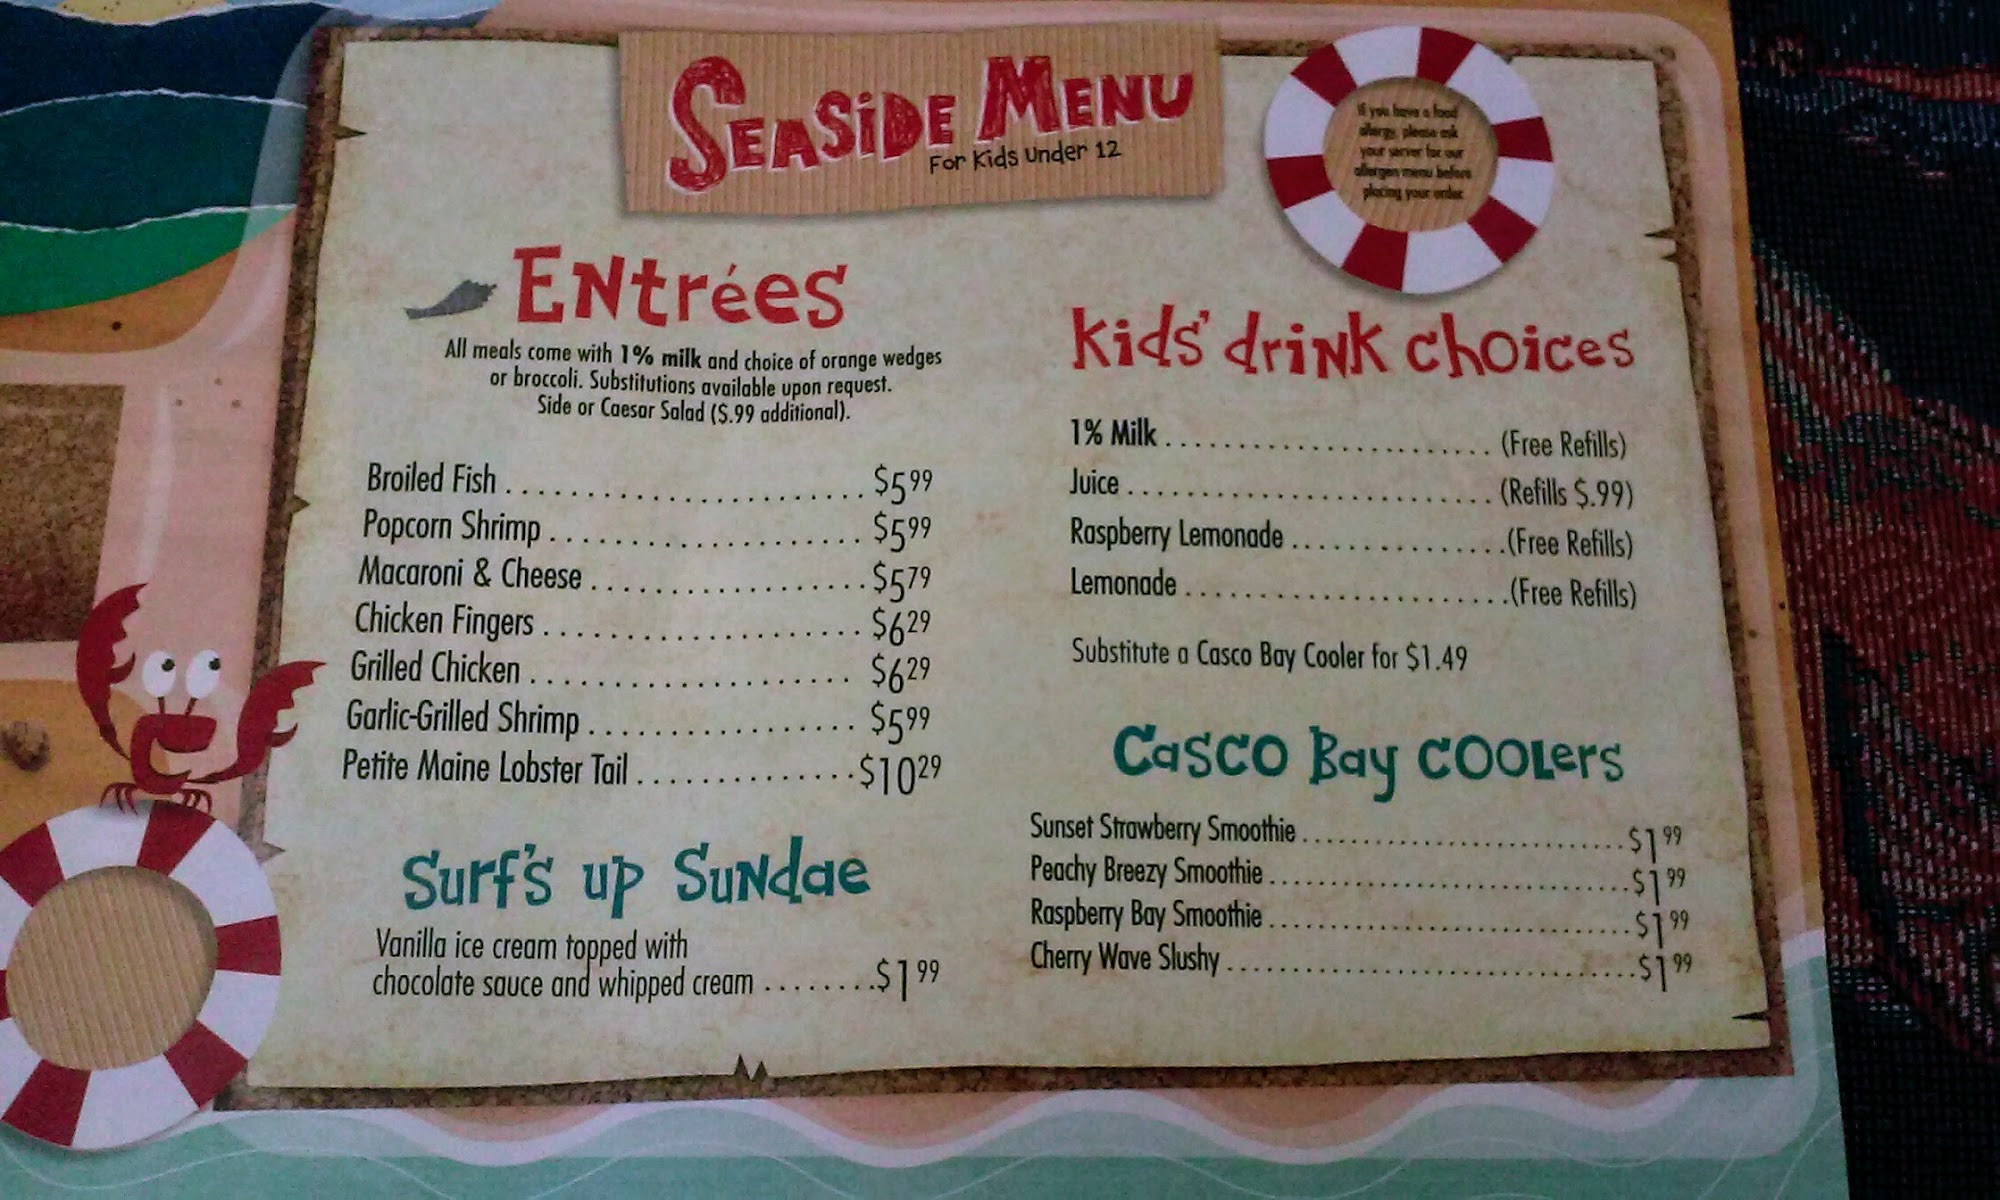 SEASIDE MENU
For Kids Under 12
If you have a food
allergy, please ask
your server for our
allergen menu before
placing your order.
Entrées
All meals come with 1% milk and choice of orange wedges
or broccoli. Substitutions available upon request.
Side or Caesar Salad ($.99 additional).
Broiled Fish . . . . . . . . . . . . . . . . . . . . . . $5.99
Popcorn Shrimp . . . . . . . . . . . . . . . . . . . $5.99
Macaroni & Cheese . . . . . . . . . . . . . . . . . $5.79
Chicken Fingers . . . . . . . . . . . . . . . . . . . . $6.29
Grilled Chicken . . . . . . . . . . . . . . . . . . . . $6.29
Garlic-Grilled Shrimp . . . . . . . . . . . . . . . . $5.99
Petite Maine Lobster Tail . . . . . . . . . . . . . . $10.29
Surf's up Sundae
Vanilla ice cream topped with
chocolate sauce and whipped cream . . . . . . . . $1.99
Kids' drink choices
1% Milk . . . . . . . . . . . . . . . . . . . . . . (Free Refills)
Juice . . . . . . . . . . . . . . . . . . . . . . . . (Refills $.99)
Raspberry Lemonade . . . . . . . . . . . . . . . (Free Refills)
Lemonade . . . . . . . . . . . . . . . . . . . . . . (Free Refills)
Substitute a Casco Bay Cooler for $1.49
Casco Bay Coolers
Sunset Strawberry Smoothie . . . . . . . . . . . . . . . . . . . . $1.99
Peachy Breezy Smoothie . . . . . . . . . . . . . . . . . . . . . . $1.99
Raspberry Bay Smoothie . . . . . . . . . . . . . . . . . . . . . . $1.99
Cherry Wave Slushy . . . . . . . . . . . . . . . . . . . . . . . . . $1.99